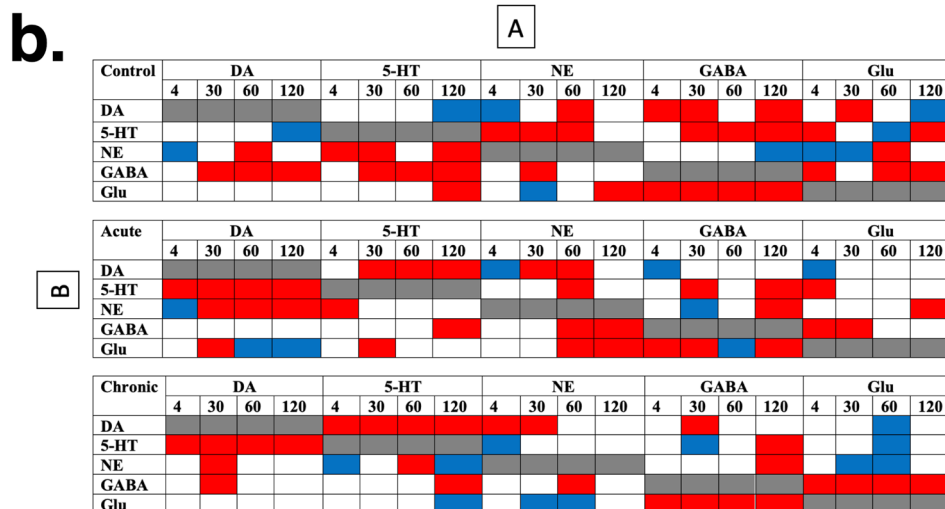 b.
A
Control DA 5-HT NE GABA Glu
4 30 60 120 4 30 60 120 4 30 60 120 4 30 60 120 4 30 60 120
DA
5-HT
NE
GABA
Glu
B
Acute DA 5-HT NE GABA Glu
4 30 60 120 4 30 60 120 4 30 60 120 4 30 60 120 4 30 60 120
DA
5-HT
NE
GABA
Glu
Chronic DA 5-HT NE GABA Glu
4 30 60 120 4 30 60 120 4 30 60 120 4 30 60 120 4 30 60 120
DA
5-HT
NE
GABA
Glu